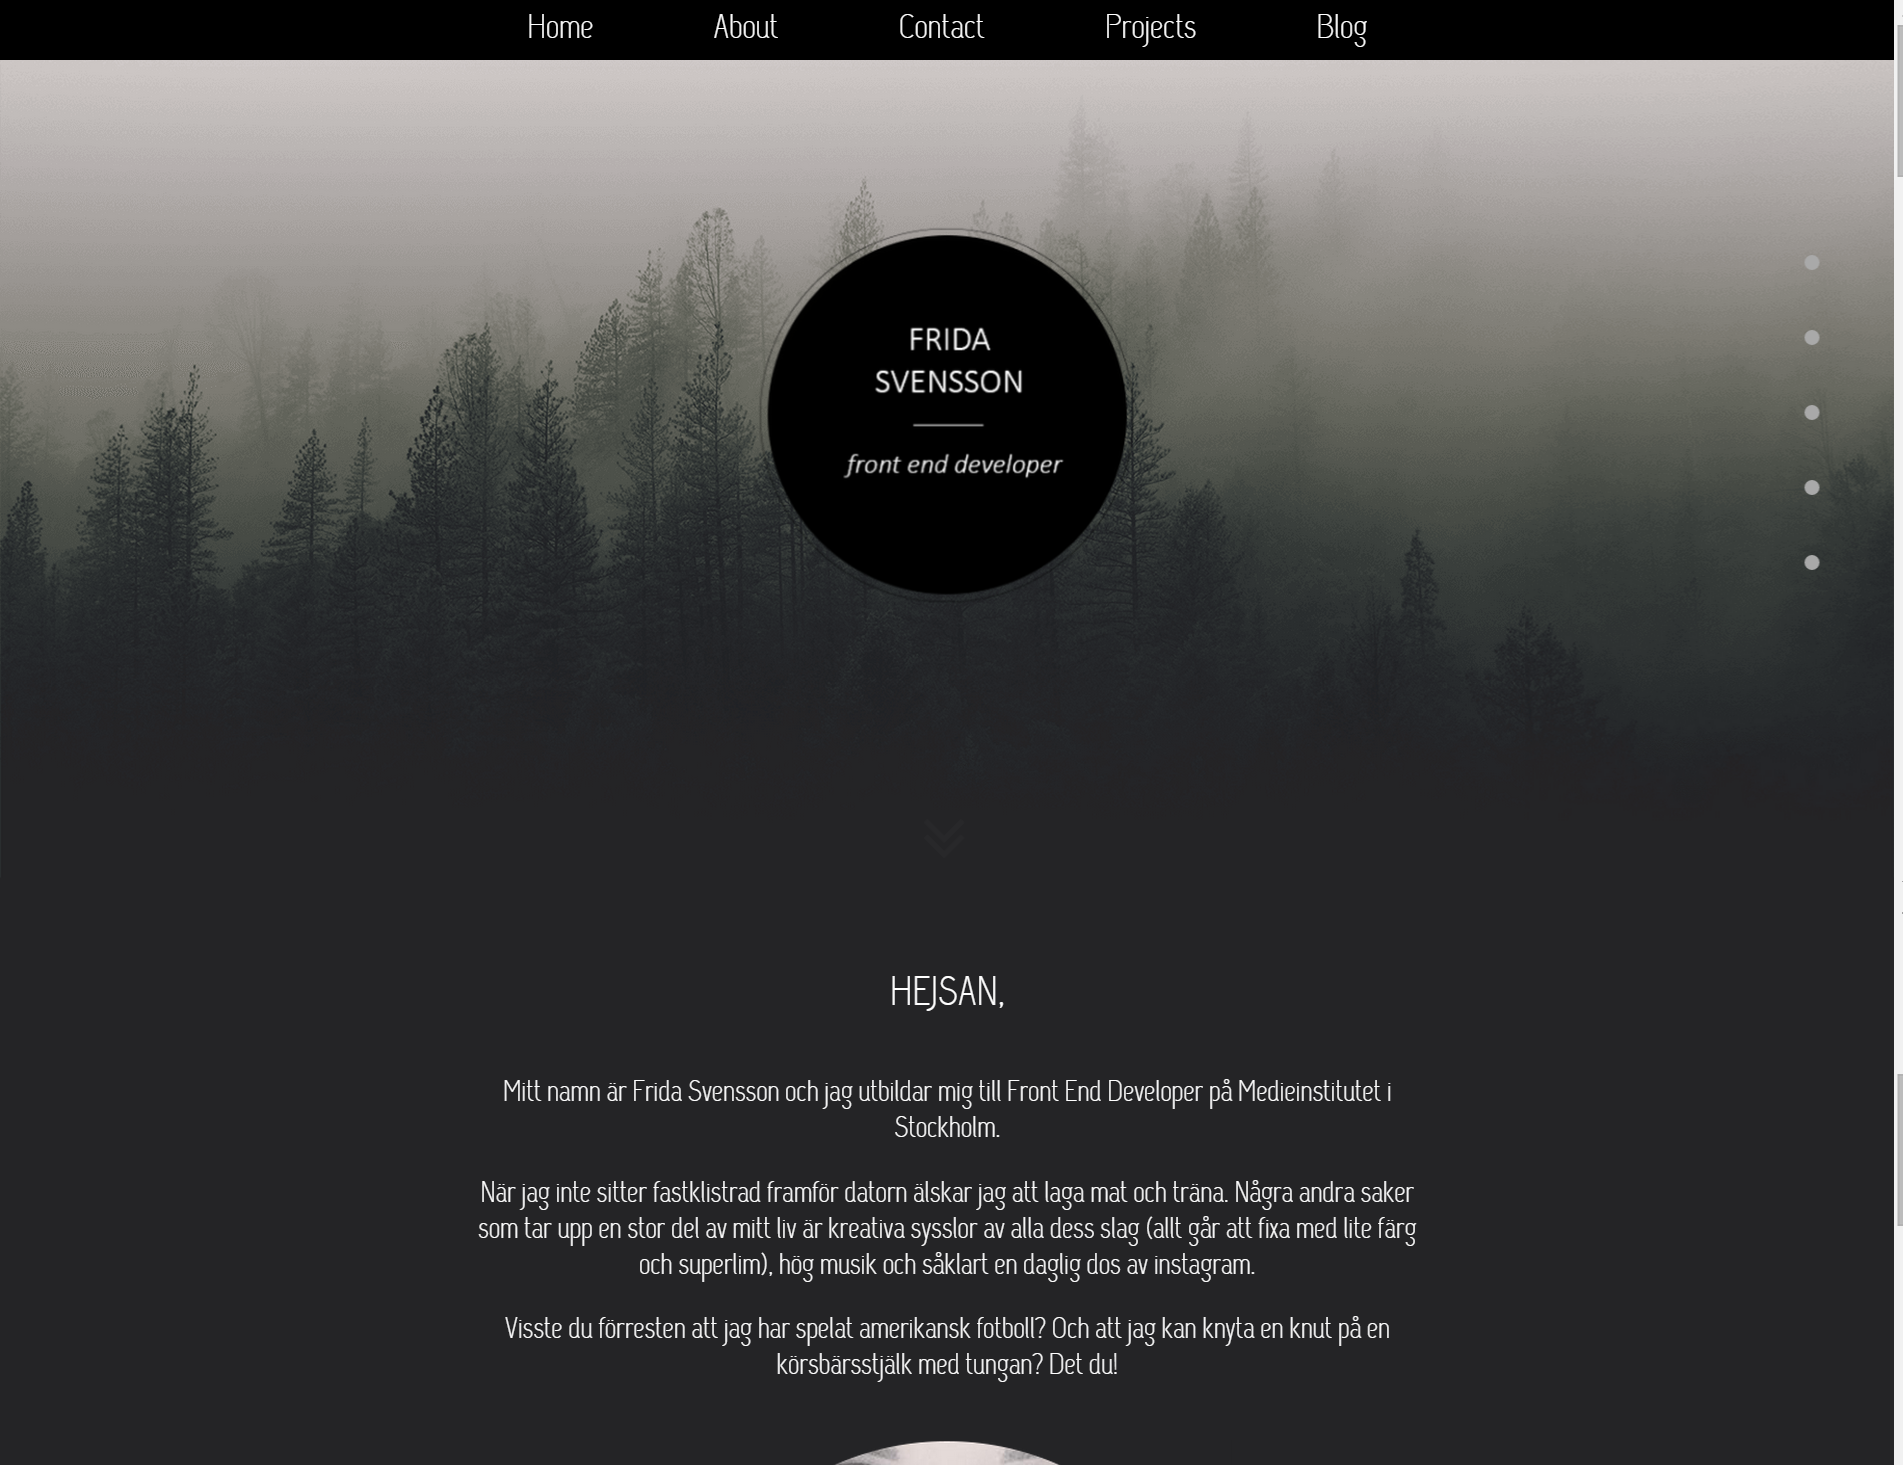 Home About Contact Projects Blog
FRIDA
SVENSSON
front end developer
HEJSAN,
Mitt namn är Frida Svensson och jag utbildar mig till Front End Developer på Medieinstitutet i
Stockholm.
När jag inte sitter fastklistrad framför datorn älskar jag att laga mat och träna. Några andra saker
som tar upp en stor del av mitt liv är kreativa sysslor av alla dess slag (allt går att fixa med lite färg
och superlim), hög musik och såklart en daglig dos av instagram.
Visste du förresten att jag har spelat amerikansk fotboll? Och att jag kan knyta en knut på en
körsbärsstjälk med tungan? Det du!